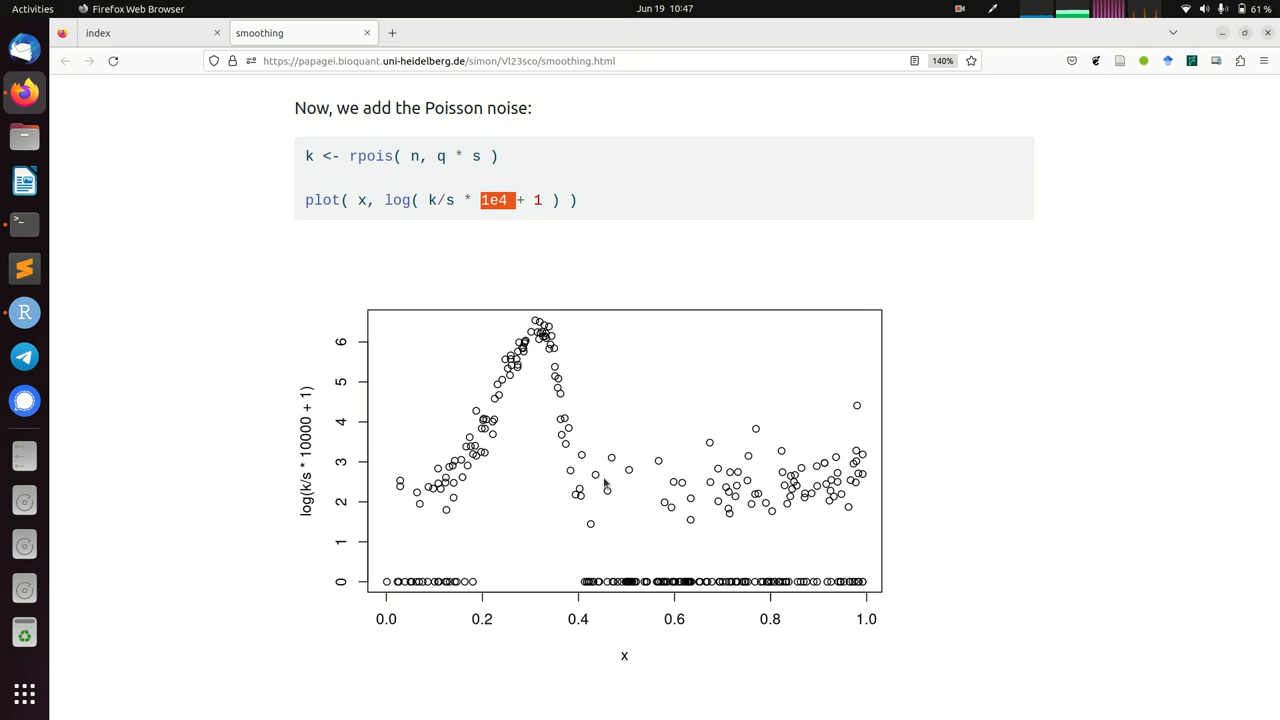 Activities
Firefox Web Browser
Jun 19 10:47
61 %
index
smoothing
https://papagei.bioquant.uni-heidelberg.de/simon/Vl23sco/smoothing.html
140%
Now, we add the Poisson noise:
k <- rpois( n, q * s )
plot( x, log( k/s * 1e4 + 1 ) )
log(k/s * 10000 + 1)
6
5
4
3
2
1
0
0.0 0.2 0.4 0.6 0.8 1.0
x